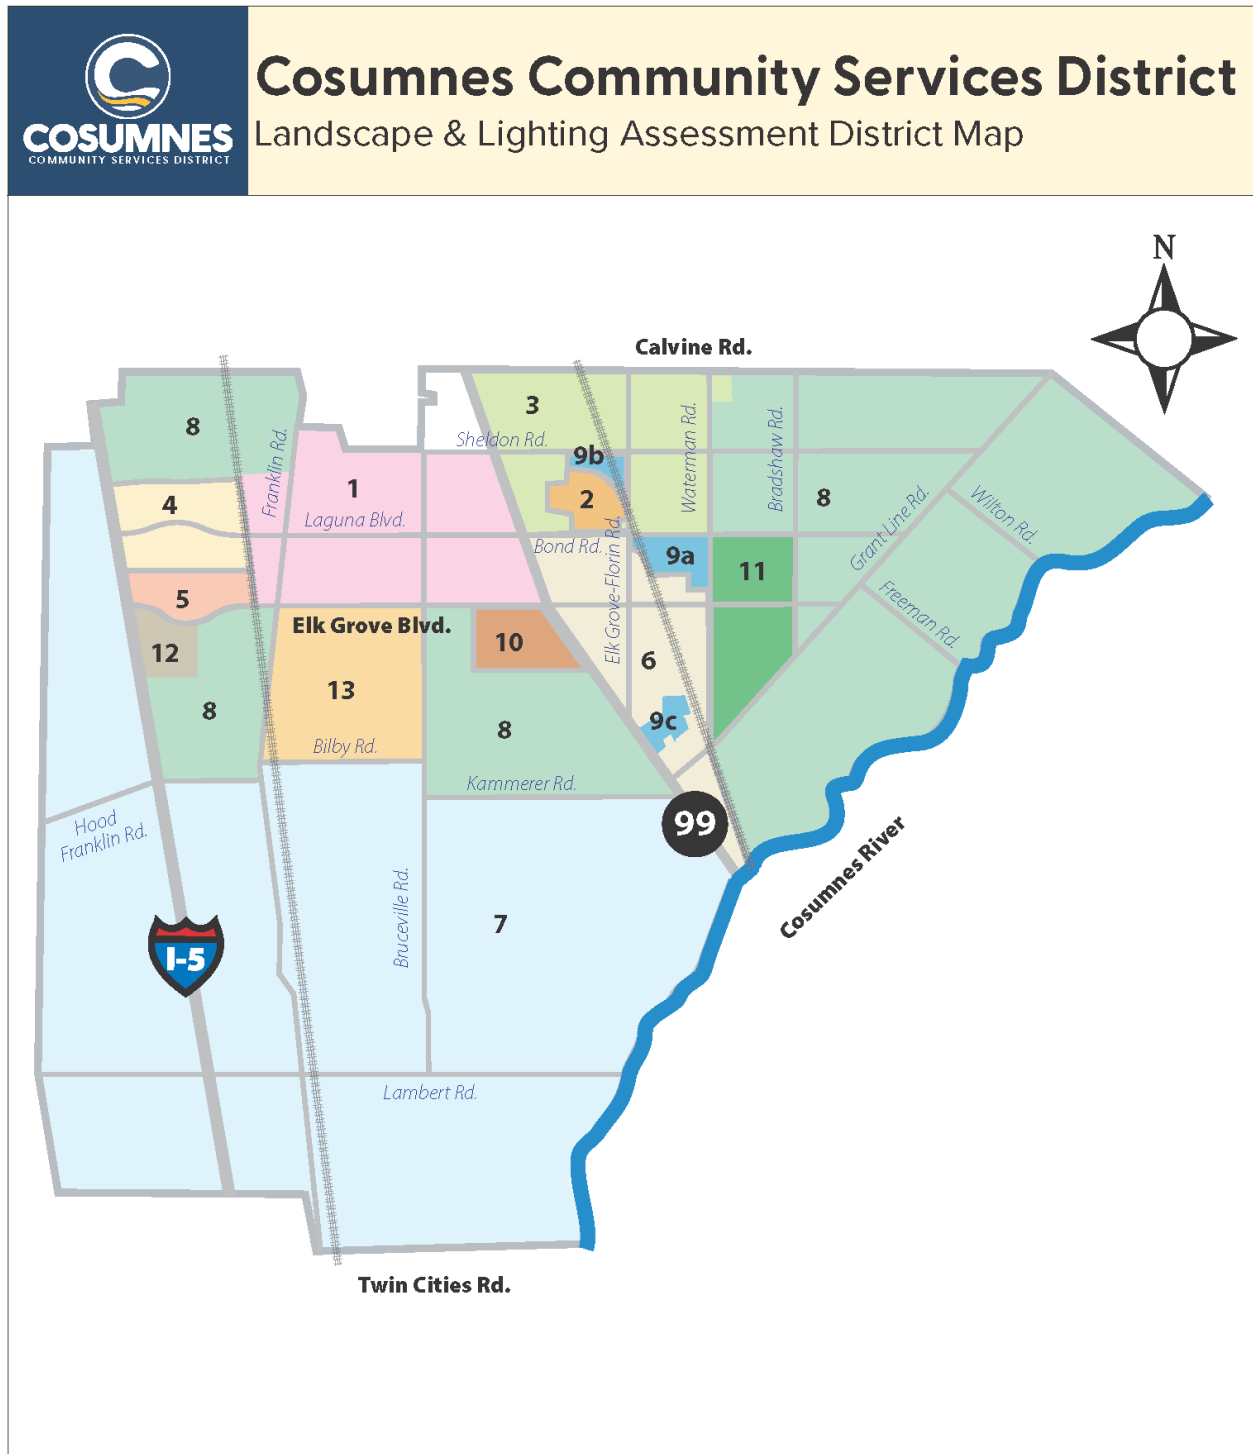 COSUMNES
COMMUNITY SERVICES DISTRICT
Cosumnes Community Services District
Landscape & Lighting Assessment District Map
N
Calvine Rd.
3
8
Sheldon Rd.
Franklin Rd.
Waterman Rd.
Bradshaw Rd.
9b
1
2
8
4
Laguna Blvd.
Grant Line Rd.
Wilton Rd.
Bond Rd.
Elk Grove-Florin Rd.
9a
11
5
Freeman Rd.
Elk Grove Blvd.
10
12
6
13
8
9c
8
Bilby Rd.
Kammerer Rd.
99
Hood
Franklin Rd.
Cosumnes River
Bruceville Rd.
7
I-5
Lambert Rd.
Twin Cities Rd.